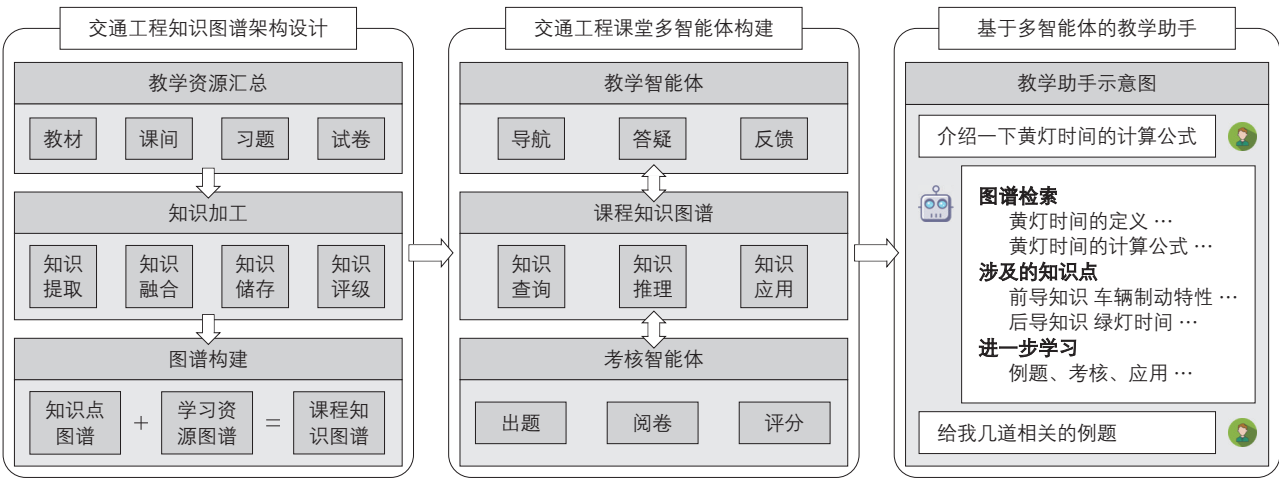 交通工程知识图谱架构设计
教学资源汇总
教材 课间 习题 试卷
知识加工
知识提取 知识融合 知识储存 知识评级
图谱构建
知识点图谱 + 学习资源图谱 = 课程知识图谱
交通工程课堂多智能体构建
教学智能体
导航 答疑 反馈
课程知识图谱
知识查询 知识推理 知识应用
考核智能体
出题 阅卷 评分
基于多智能体的教学助手
教学助手示意图
介绍一下黄灯时间的计算公式
图谱检索
黄灯时间的定义 …
黄灯时间的计算公式 …
涉及的知识点
前导知识 车辆制动特性 …
后导知识 绿灯时间 …
进一步学习
例题、考核、应用 …
给我几道相关的例题